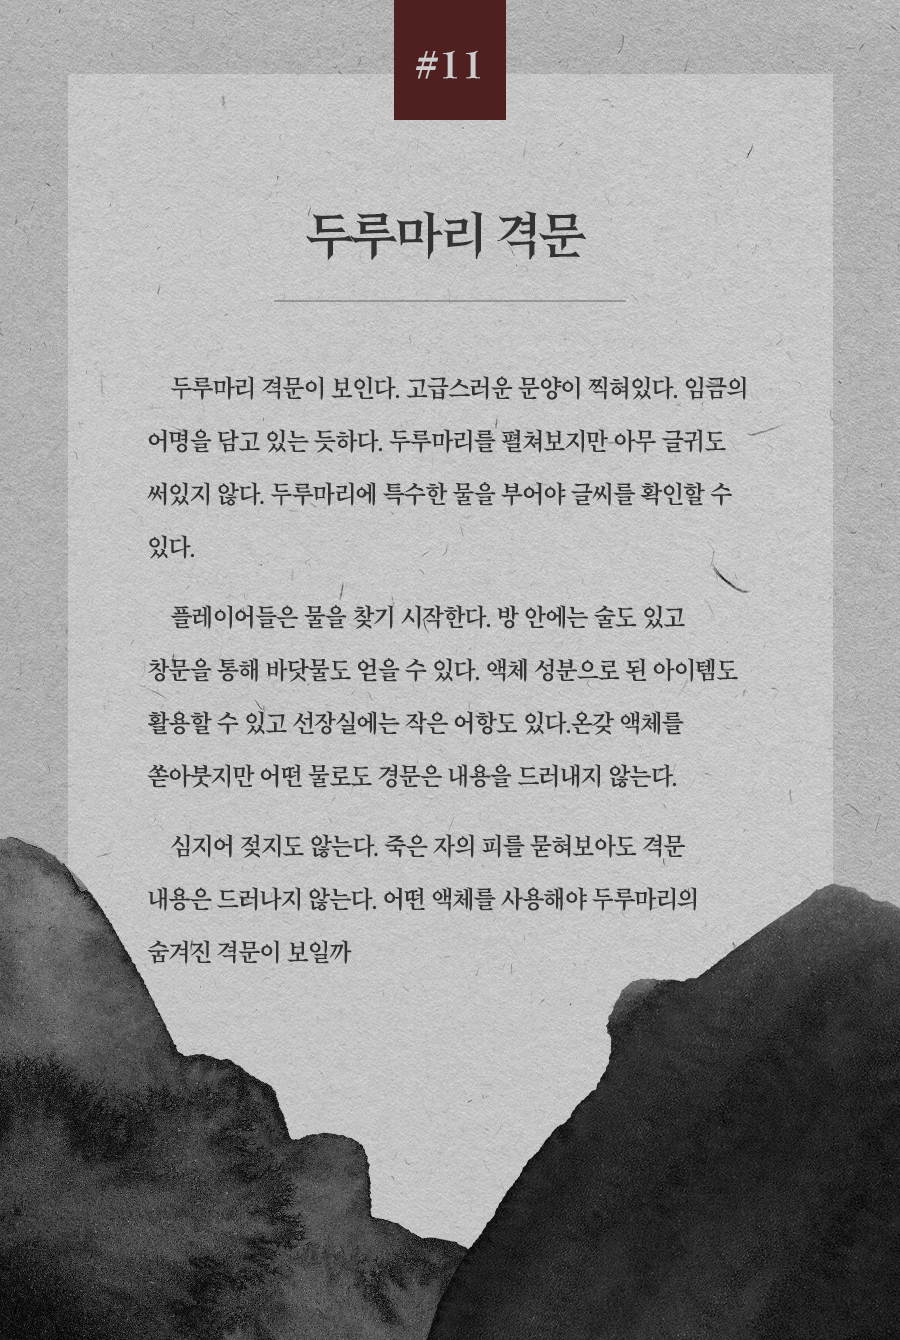 #11
두루마리 격문
두루마리 격문이 보인다. 고급스러운 문양이 찍혀있다. 임금의
어명을 담고 있는 듯하다. 두루마리를 펼쳐보지만 아무 글귀도
써있지 않다. 두루마리에 특수한 물을 부어야 글씨를 확인할 수
있다.
플레이어들은 물을 찾기 시작한다. 방 안에는 술도 있고
창문을 통해 바닷물도 얻을 수 있다. 액체 성분으로 된 아이템도
활용할 수 있고 선장실에는 작은 어항도 있다.온갖 액체를
쏟아붓지만 어떤 물로도 경문은 내용을 드러내지 않는다.
심지어 젖지도 않는다. 죽은 자의 피를 묻혀보아도 격문
내용은 드러나지 않는다. 어떤 액체를 사용해야 두루마리의
숨겨진 격문이 보일까